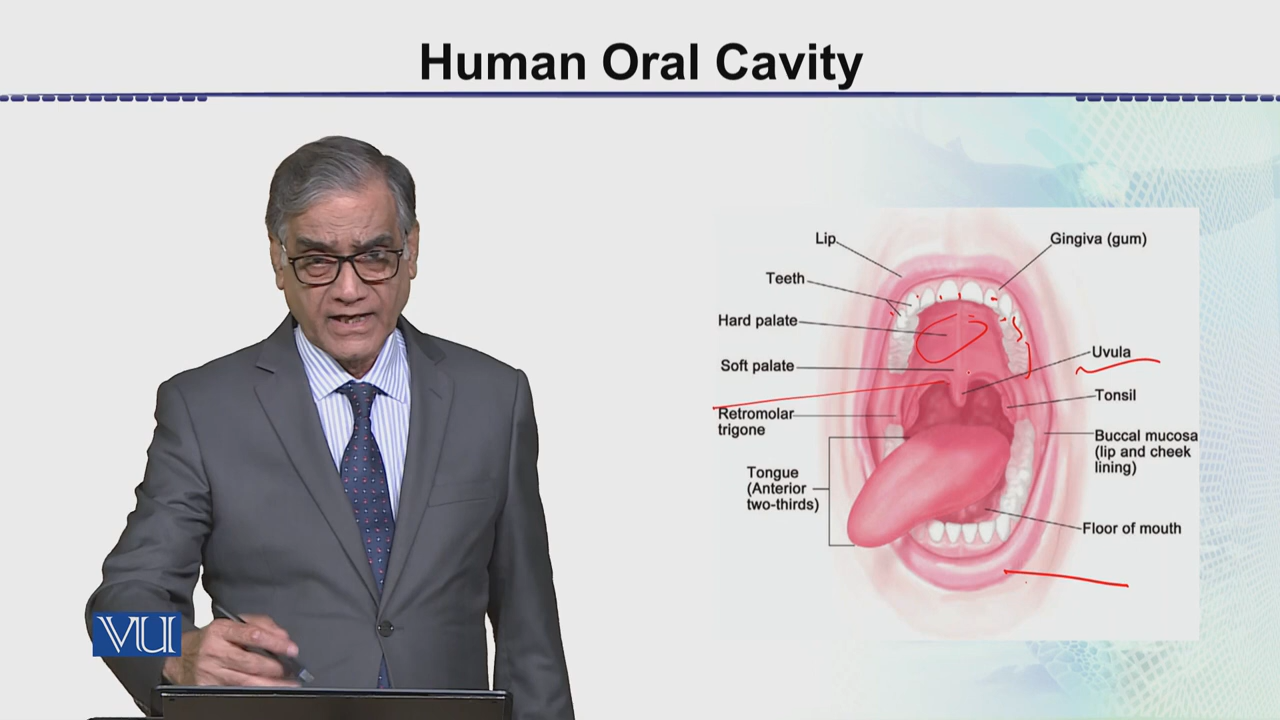 Human Oral Cavity
Lip
Gingiva (gum)
Teeth
Hard palate
Soft palate
Uvula
Tonsil
Retromolar
trigone
Buccal mucosa
(lip and cheek
lining)
Tongue
(Anterior
two-thirds)
Floor of mouth
VU